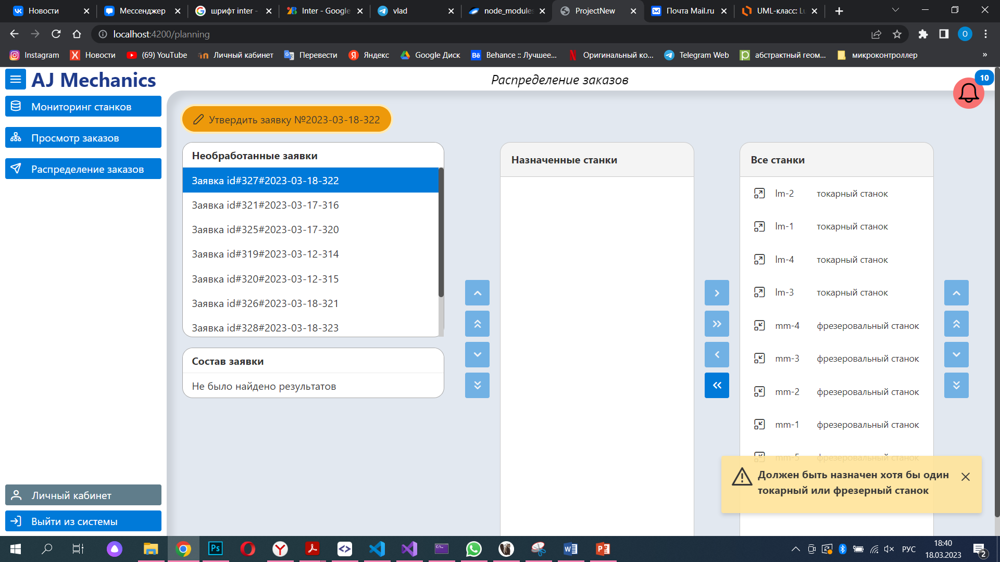 Новости
Мессенджер
шрифт inter -
Inter - Google
vlad
node_modules
ProjectNew
Почта Mail.ru
UML-класс: Lu
localhost:4200/planning
O
Instagram
Новости
(69) YouTube
Личный кабинет
Перевести
Яндекс
Google Диск
Behance :: Лучшее...
Оригинальный ко...
Telegram Web
абстрактный геом...
микроконтроллер
»
AJ Mechanics
Распределение заказов
10
Мониторинг станков
Просмотр заказов
Распределение заказов
Утвердить заявку №2023-03-18-322
Необработанные заявки
Заявка id#327#2023-03-18-322
Заявка id#321#2023-03-17-316
Заявка id#325#2023-03-17-320
Заявка id#319#2023-03-12-314
Заявка id#320#2023-03-12-315
Заявка id#326#2023-03-18-321
Заявка id#328#2023-03-18-323
Состав заявки
Не было найдено результатов
Назначенные станки
Все станки
lm-2 токарный станок
lm-1 токарный станок
lm-4 токарный станок
lm-3 токарный станок
mm-4 фрезеровальный станок
mm-3 фрезеровальный станок
mm-2 фрезеровальный станок
mm-1 фрезеровальный станок
mm-5 фрезеровальный станок
Должен быть назначен хотя бы один
токарный или фрезерный станок
Личный кабинет
Выйти из системы
РУС
18:40
18.03.2023
2